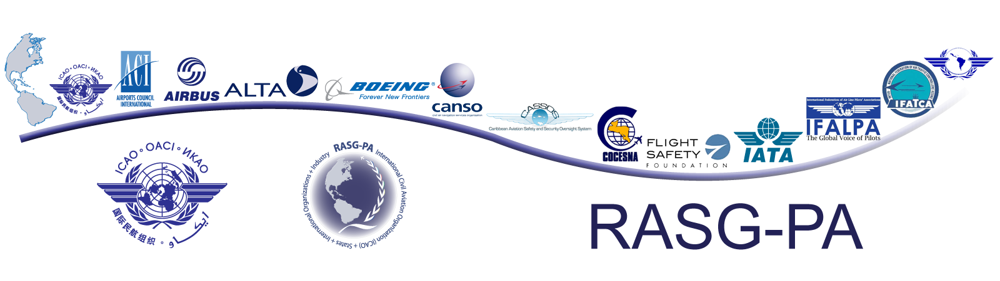 ICAO · OACI · ИКАО
国际民航组织 · ايكاو
ACI
AIRPORTS COUNCIL
INTERNATIONAL
AIRBUS
ALTA
BOEING®
Forever New Frontiers
canso
civil air navigation services organisation
CASSOS
Caribbean Aviation Safety and Security Oversight System
COCESNA
FLIGHT
SAFETY
FOUNDATION
IATA
International Federation of Air Line Pilots' Associations
IFALPA
The Global Voice of Pilots
IFATCA
ICAO · OACI · ИКАО
国际民航组织 · ايكاو
RASG-PA
International Civil Aviation Organization (ICAO) + States + International Organizations + Industry
RASG-PA